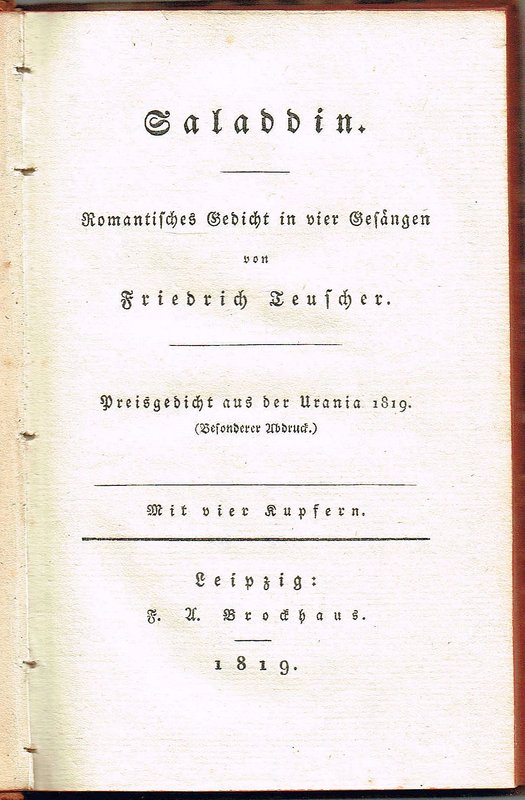 Saladdin.
Romantisches Gedicht in vier Gesängen
von
Friedrich Teuscher.
Preisgedicht aus der Urania 1819.
(Besonderer Abdruck.)
Mit vier Kupfern.
Leipzig:
F. A. Brockhaus.
1819.